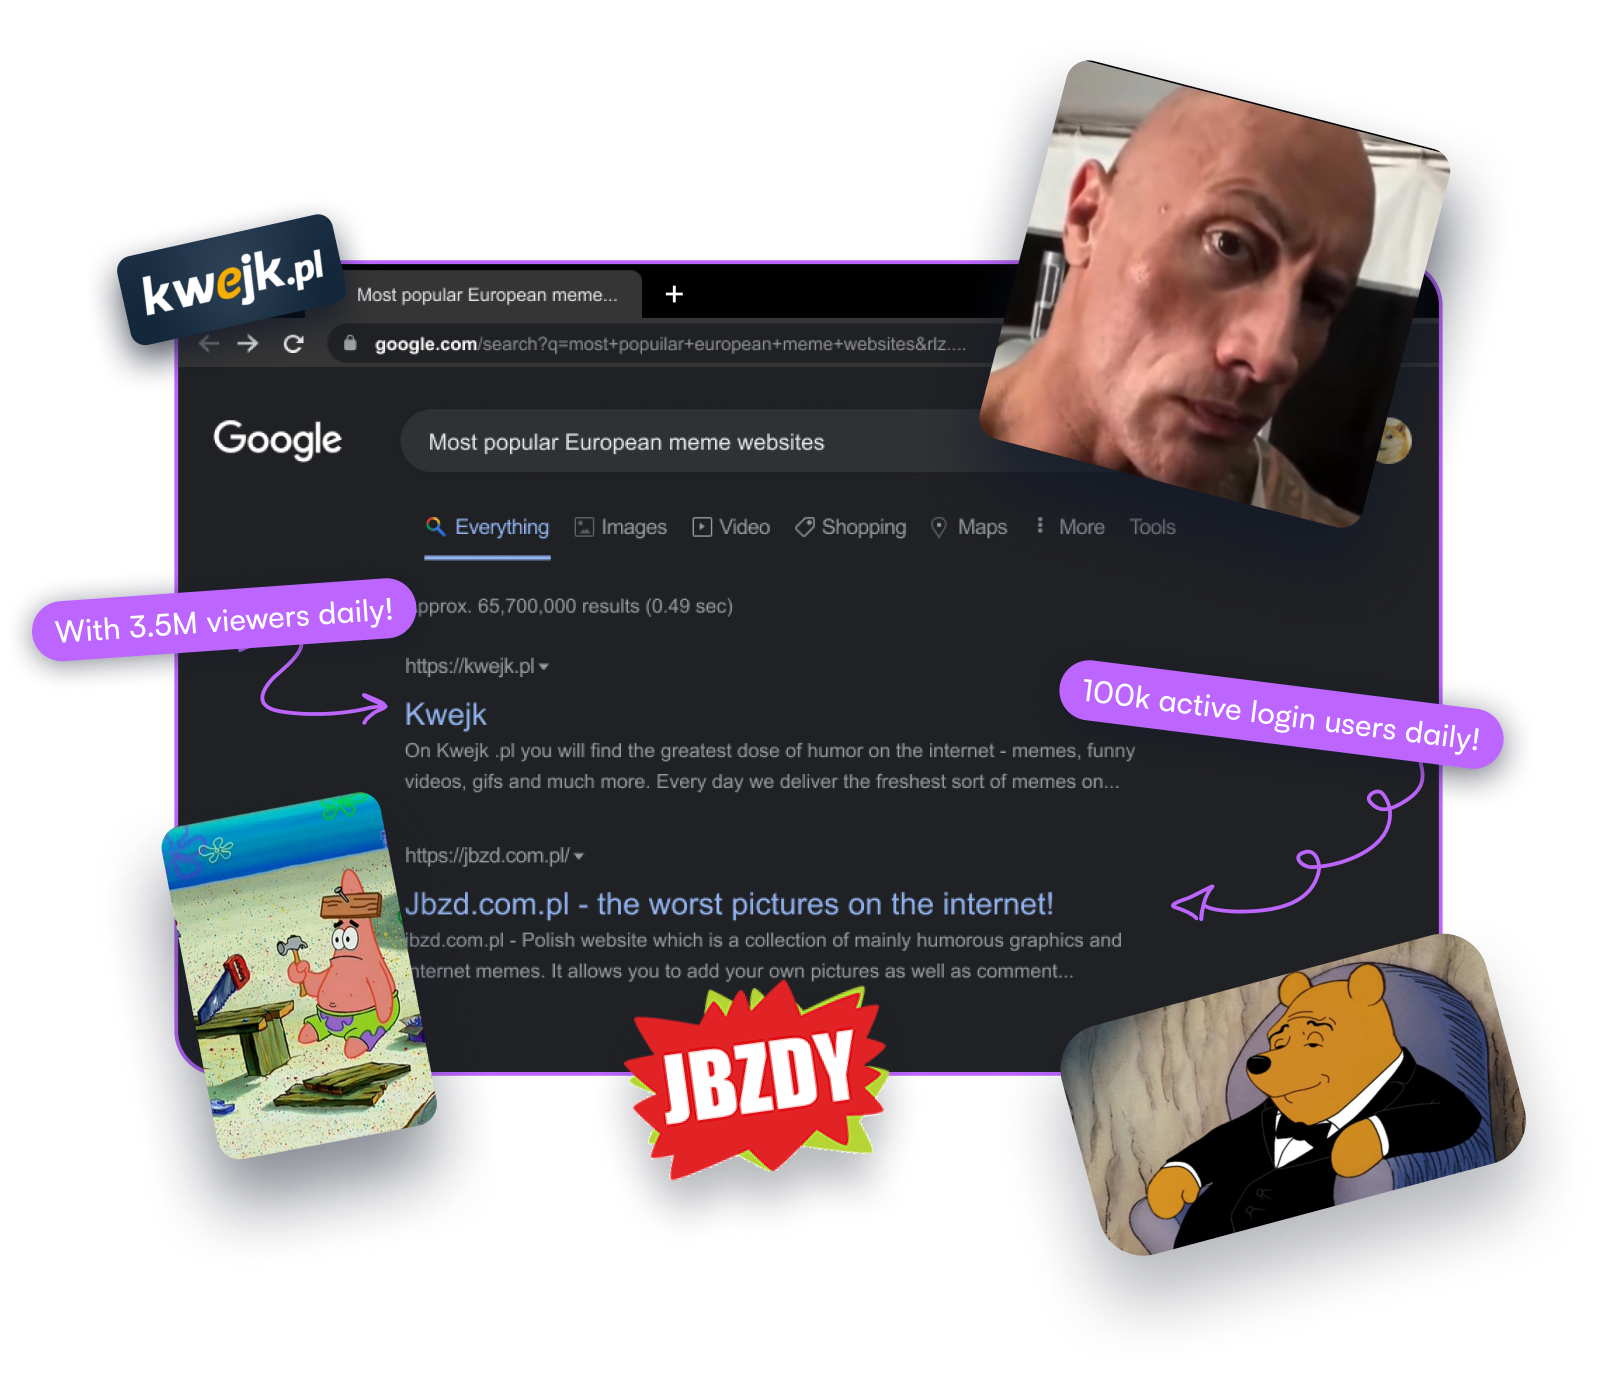 kwejk.pl
Most popular European meme...
+
google.com/search?q=most+popuilar+european+meme+websites&rlz....
Google
Most popular European meme websites
Everything Images Video Shopping Maps More Tools
pprox. 65,700,000 results (0.49 sec)
With 3.5M viewers daily!
https://kwejk.pl
Kwejk
100k active login users daily!
On Kwejk .pl you will find the greatest dose of humor on the internet - memes, funny
videos, gifs and much more. Every day we deliver the freshest sort of memes on...
https://jbzd.com.pl/
Jbzd.com.pl - the worst pictures on the internet!
jbzd.com.pl - Polish website which is a collection of mainly humorous graphics and
nternet memes. It allows you to add your own pictures as well as comment...
JBZDY